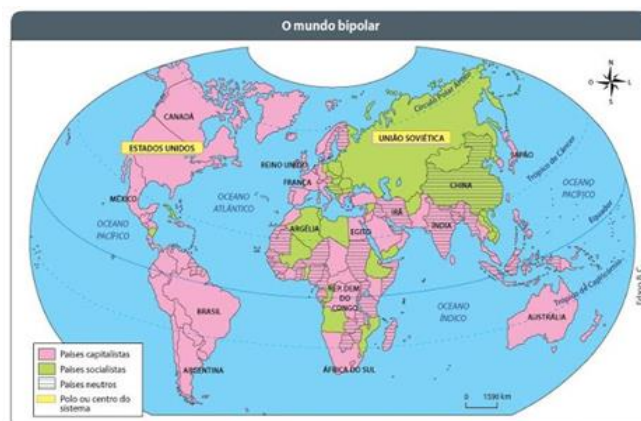 O mundo bipolar
N
O
L
S
Círculo Polar Ártico
CANADÁ
ESTADOS UNIDOS
UNIÃO SOVIÉTICA
REINO UNIDO
FRANÇA
JAPÃO
Trópico de Câncer
CHINA
MÉXICO
OCEANO
ATLÂNTICO
OCEANO
PACÍFICO
OCEANO
PACÍFICO
ARGÉLIA
EGITO
IRÃ
ÍNDIA
Equador
REP. DEM.
DO
CONGO
BRASIL
OCEANO
ÍNDICO
Trópico de Capricórnio
AUSTRÁLIA
ARGENTINA
ÁFRICA DO SUL
Países capitalistas
Países socialistas
Países neutros
Polo ou centro do
sistema
0 1590 km